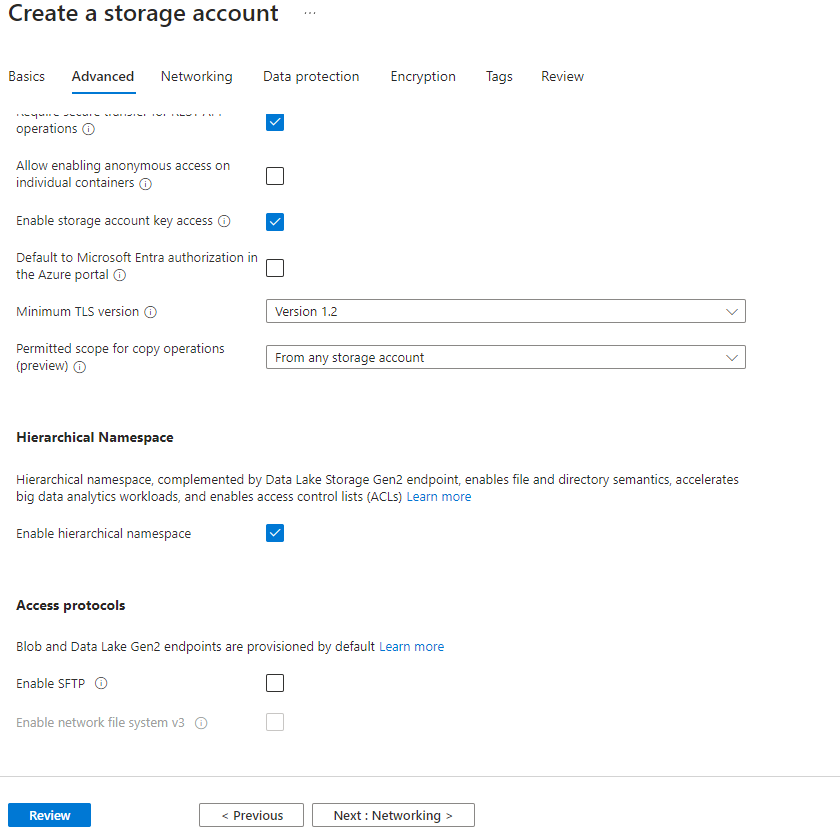 Create a storage account ...
Basics Advanced Networking Data protection Encryption Tags Review
Require secure transfer for REST API
operations
Allow enabling anonymous access on
individual containers
Enable storage account key access
Default to Microsoft Entra authorization in
the Azure portal
Minimum TLS version
Version 1.2
Permitted scope for copy operations
(preview)
From any storage account
Hierarchical Namespace
Hierarchical namespace, complemented by Data Lake Storage Gen2 endpoint, enables file and directory semantics, accelerates
big data analytics workloads, and enables access control lists (ACLs) Learn more
Enable hierarchical namespace
Access protocols
Blob and Data Lake Gen2 endpoints are provisioned by default Learn more
Enable SFTP
Enable network file system v3
Review
< Previous
Next : Networking >